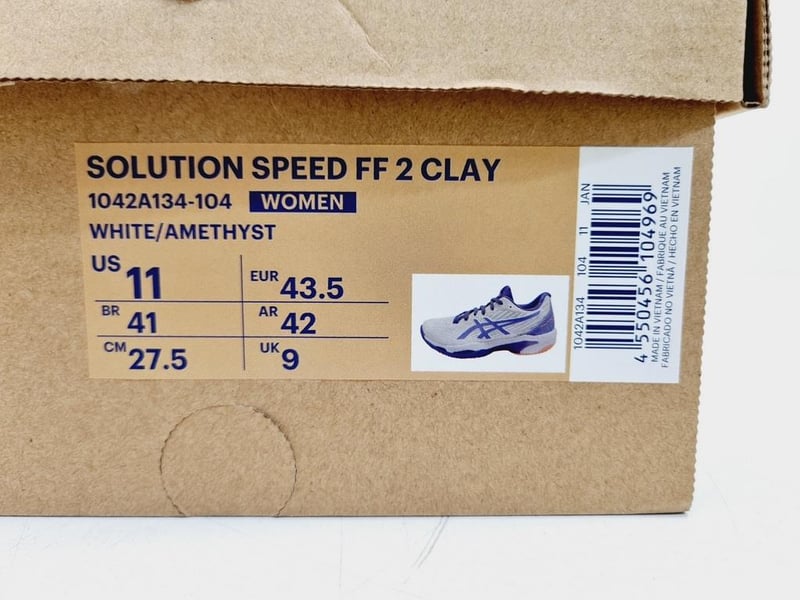 SOLUTION SPEED FF 2 CLAY
1042A134-104 WOMEN
WHITE/AMETHYST
US 11 EUR 43.5
BR 41 AR 42
CM 27.5 UK 9
1042A134 104 11 JAN
4 550456 104969
MADE IN VIETNAM / FABRIQUE AU VIETNAM
FABRICADO NO VIETNÃ / HECHO EN VIETNAM